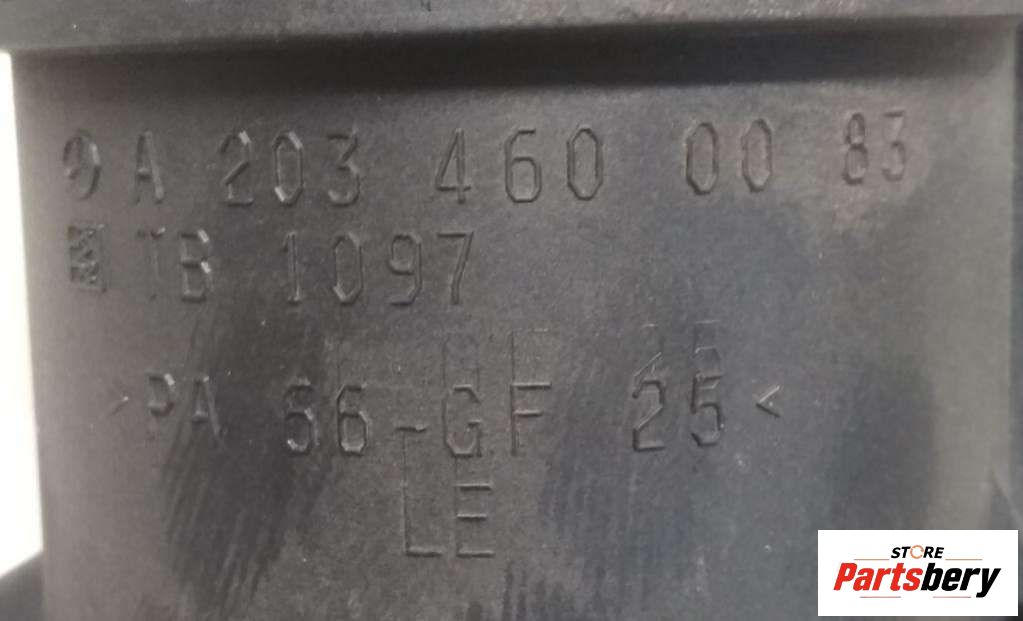 A 203 460 00 83
TB 1097
>PA 66-GF 25<
LE
STORE
Partsbery